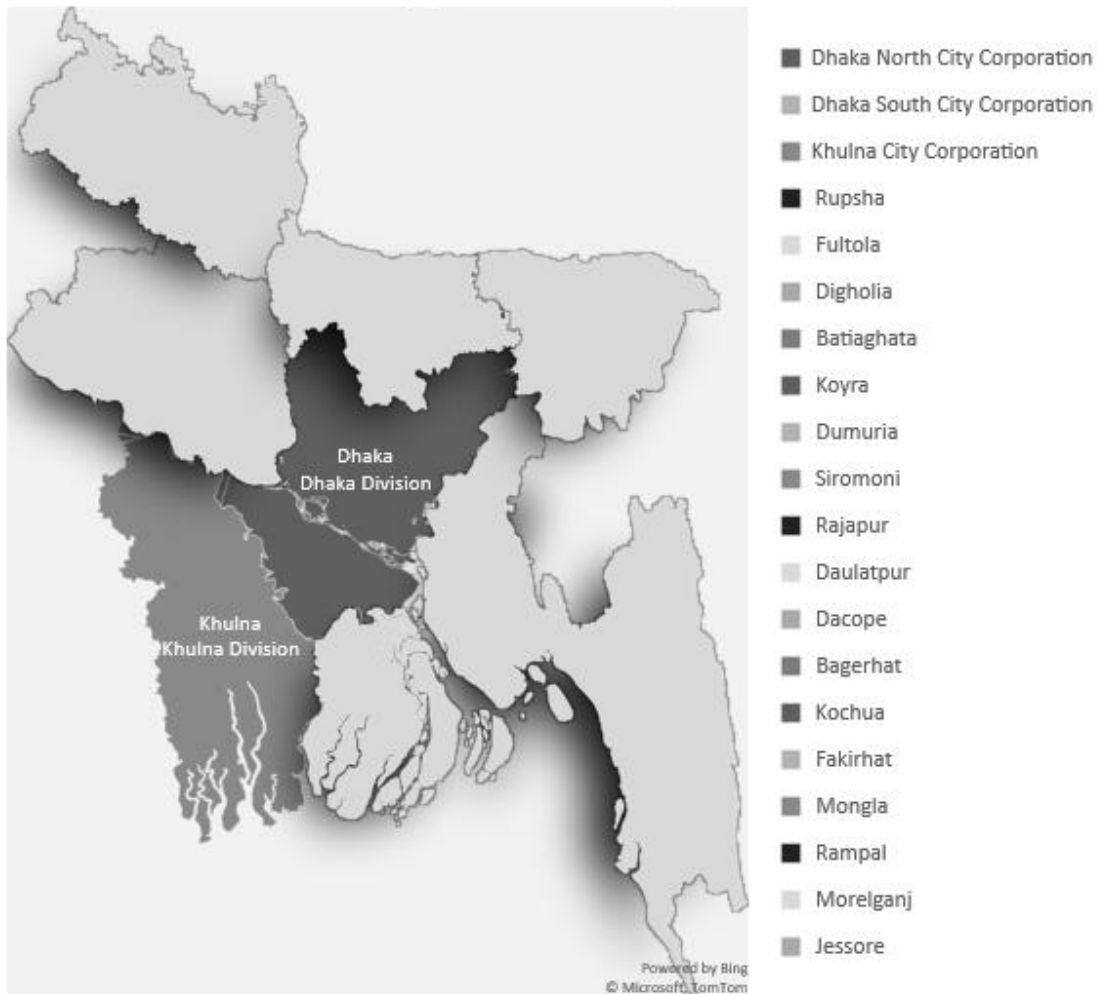 Dhaka
Dhaka Division
Khulna
Khulna Division
Powered by Bing
© Microsoft, TomTom
Dhaka North City Corporation
Dhaka South City Corporation
Khulna City Corporation
Rupsha
Fultola
Digholia
Batiaghata
Koyra
Dumuria
Siromoni
Rajapur
Daulatpur
Dacope
Bagerhat
Kochua
Fakirhat
Mongla
Rampal
Morelganj
Jessore